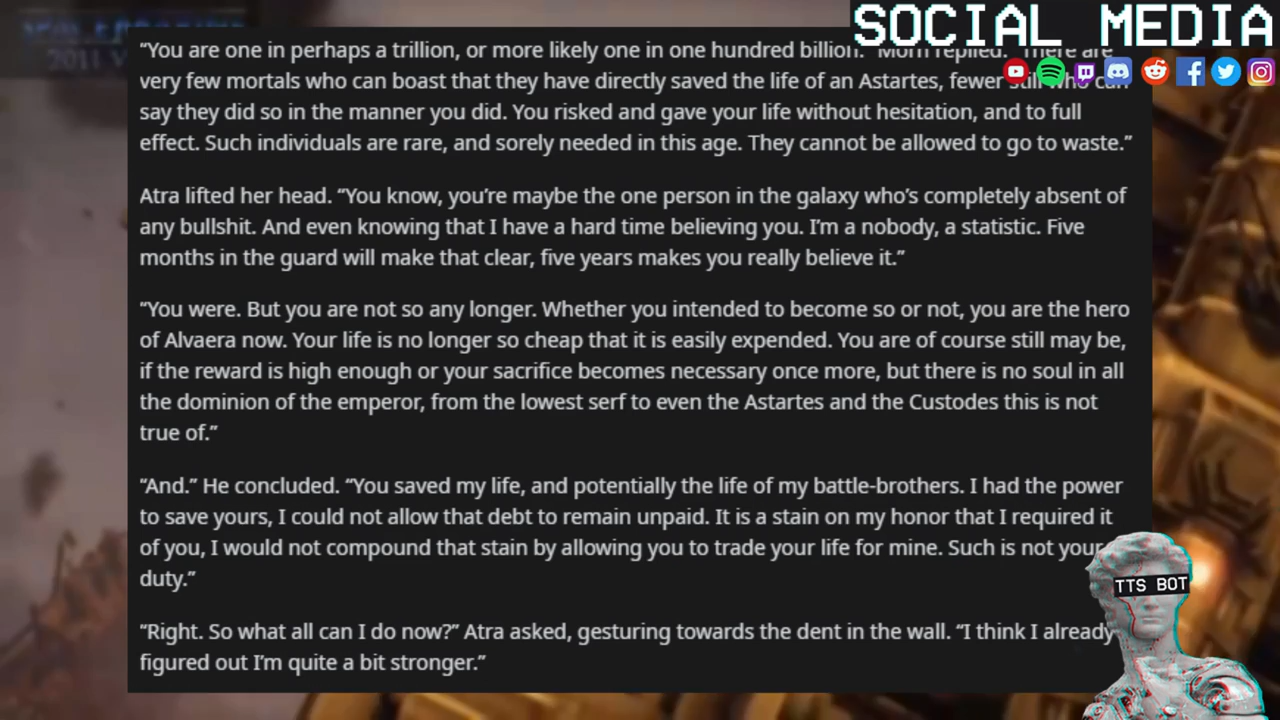 SOCIAL MEDIA
2011
“You are one in perhaps a trillion, or more likely one in one hundred billion.” Morn replied. “There are
very few mortals who can boast that they have directly saved the life of an Astartes, fewer still who can
say they did so in the manner you did. You risked and gave your life without hesitation, and to full
effect. Such individuals are rare, and sorely needed in this age. They cannot be allowed to go to waste.”
Atra lifted her head. “You know, you’re maybe the one person in the galaxy who’s completely absent of
any bullshit. And even knowing that I have a hard time believing you. I’m a nobody, a statistic. Five
months in the guard will make that clear, five years makes you really believe it.”
“You were. But you are not so any longer. Whether you intended to become so or not, you are the hero
of Alvaera now. Your life is no longer so cheap that it is easily expended. You are of course still may be,
if the reward is high enough or your sacrifice becomes necessary once more, but there is no soul in all
the dominion of the emperor, from the lowest serf to even the Astartes and the Custodes this is not
true of.”
“And.” He concluded. “You saved my life, and potentially the life of my battle-brothers. I had the power
to save yours, I could not allow that debt to remain unpaid. It is a stain on my honor that I required it
of you, I would not compound that stain by allowing you to trade your life for mine. Such is not your
duty.”
TTS BOT
“Right. So what all can I do now?” Atra asked, gesturing towards the dent in the wall. “I think I already
figured out I’m quite a bit stronger.”